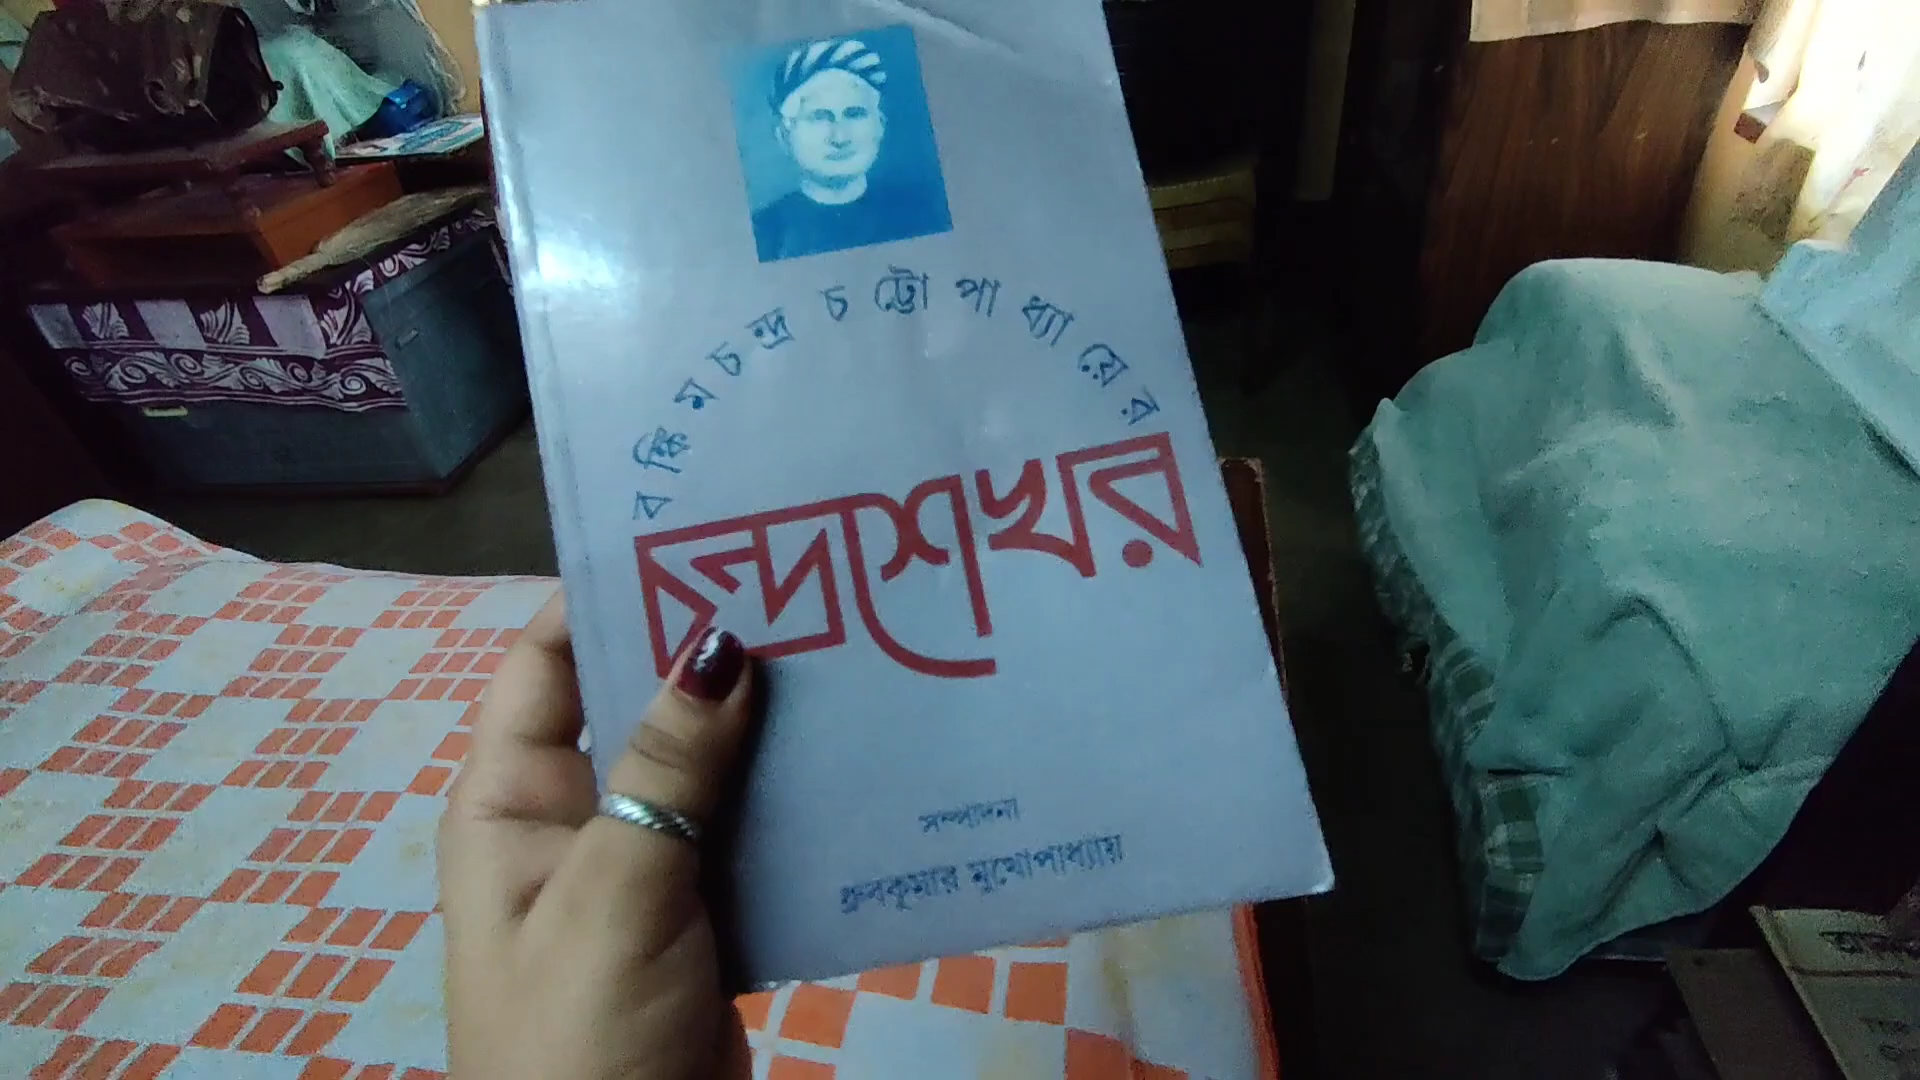 বঙ্কিমচন্দ্র চট্টোপাধ্যায়ের
চন্দ্রশেখর
সম্পাদনা
ধ্রুবকুমার মুখোপাধ্যায়